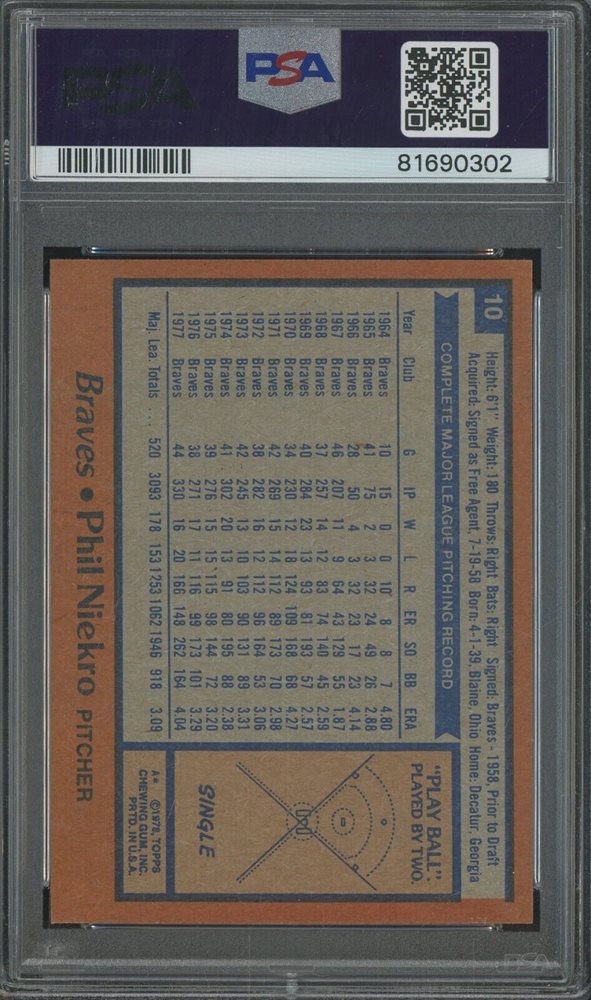 PSA
PSA
81690302
10
Height: 6'1" Weight: 180 Throws: Right Bats: Right Signed: Braves - 1958, Prior to Draft
Acquired: Signed as Free Agent, 7-19-58 Born: 4-1-39, Blaine, Ohio Home: Decatur, Georgia
COMPLETE MAJOR LEAGUE PITCHING RECORD
Year Club G IP W L R ER SO BB ERA
1964 Braves 10 15 0 0 10 8 8 7 4.80
1965 Braves 41 75 2 3 32 24 49 26 2.88
1966 Braves 28 50 4 3 32 23 17 23 4.14
1967 Braves 46 207 11 9 64 43 129 55 1.87
1968 Braves 37 257 14 12 83 74 140 45 2.59
1969 Braves 40 284 23 13 93 81 193 57 2.57
1970 Braves 34 230 12 18 124 109 168 68 4.27
1971 Braves 42 269 15 14 112 89 173 70 2.98
1972 Braves 38 282 16 12 112 96 164 53 3.06
1973 Braves 42 245 13 10 103 90 131 89 3.31
1974 Braves 41 302 20 13 91 80 195 88 2.38
1975 Braves 39 276 15 15 115 98 144 72 3.20
1976 Braves 38 271 17 11 116 99 173 101 3.29
1977 Braves 44 330 16 20 166 148 262 164 4.04
Maj. Lea. Totals ... 520 3093 178 153 1253 1062 1946 918 3.09
"PLAY BALL":
PLAYED BY TWO.
SINGLE
A* ©1978, TOPPS
CHEWING GUM, INC.
PRTD. IN U.S.A.
Braves • Phil Niekro PITCHER
PSA